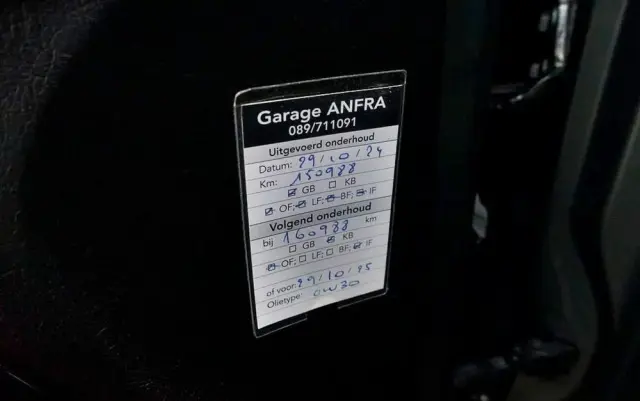 Garage ANFRA
089/711091
Uitgevoerd onderhoud
Datum: 29/10/24
Km: 150988
☑ GB ☐ KB
☑ OF; ☑ LF; ☑ BF; ☑ IF
Volgend onderhoud
bij 160988 km
☐ GB ☑ KB
☑ OF; ☐ LF; ☐ BF; ☑ IF
of voor: 29/10/25
Olietype: 0W30